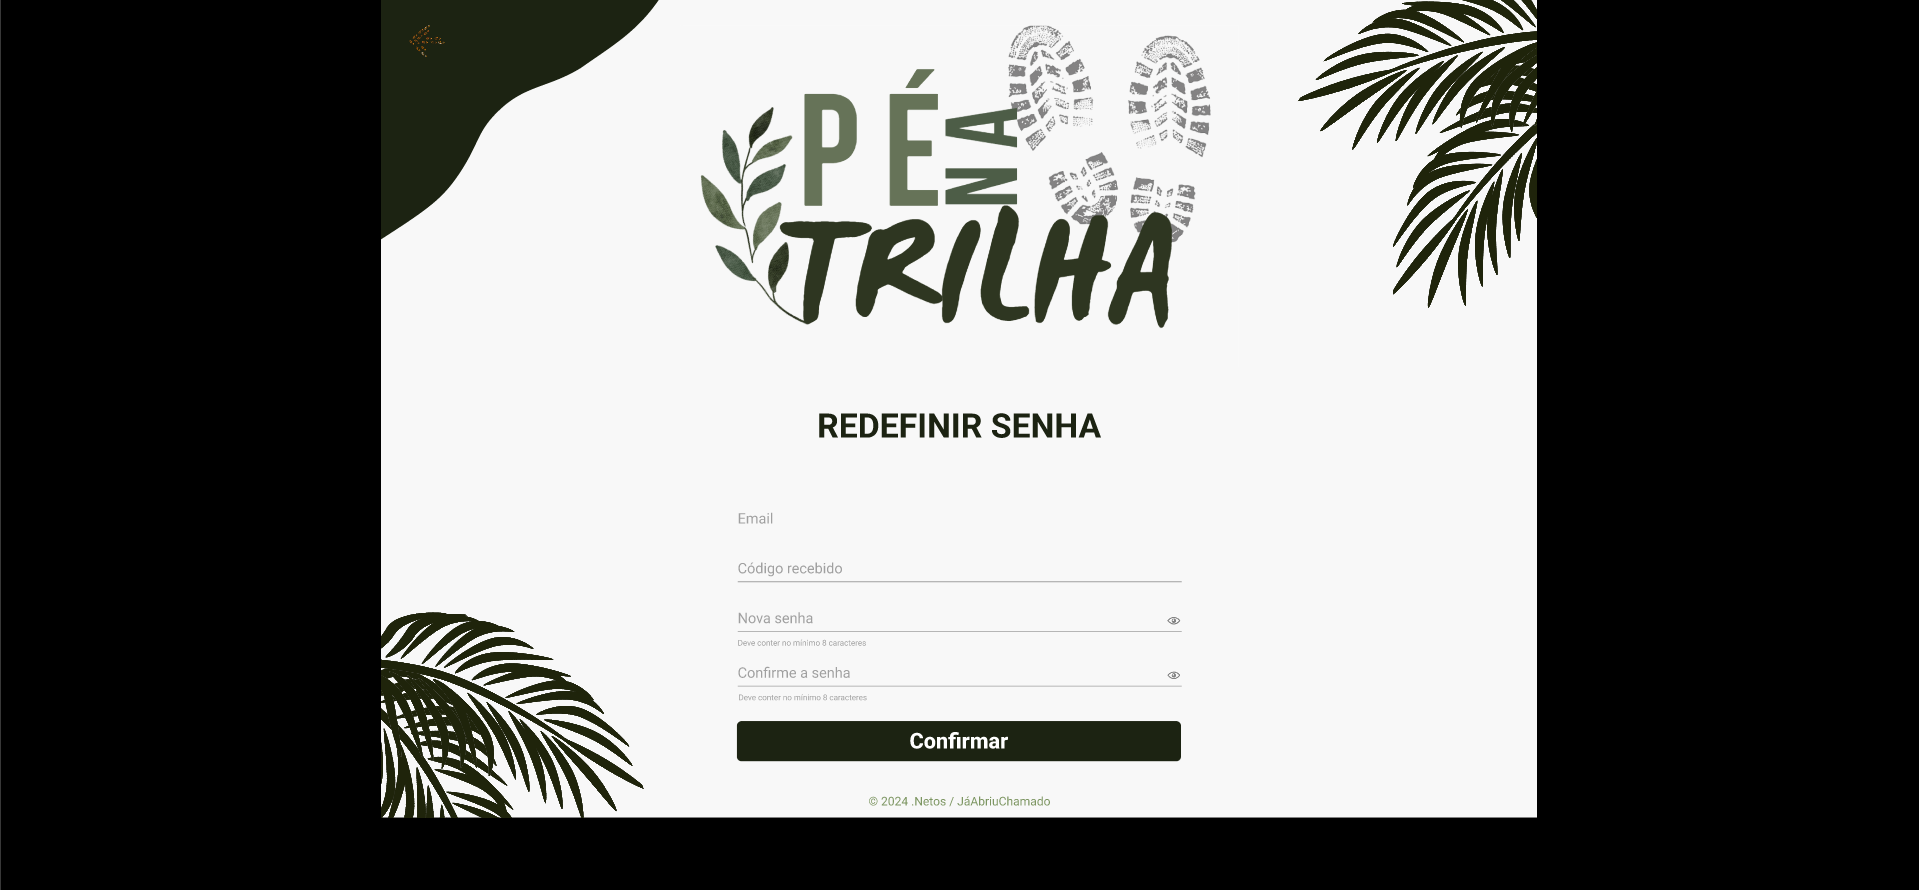 PÉ
NA
TRILHA
REDEFINIR SENHA
Email
Código recebido
Nova senha
Deve conter no mínimo 8 caracteres
Confirme a senha
Deve conter no mínimo 8 caracteres
Confirmar
© 2024 .Netos / JáAbriuChamado